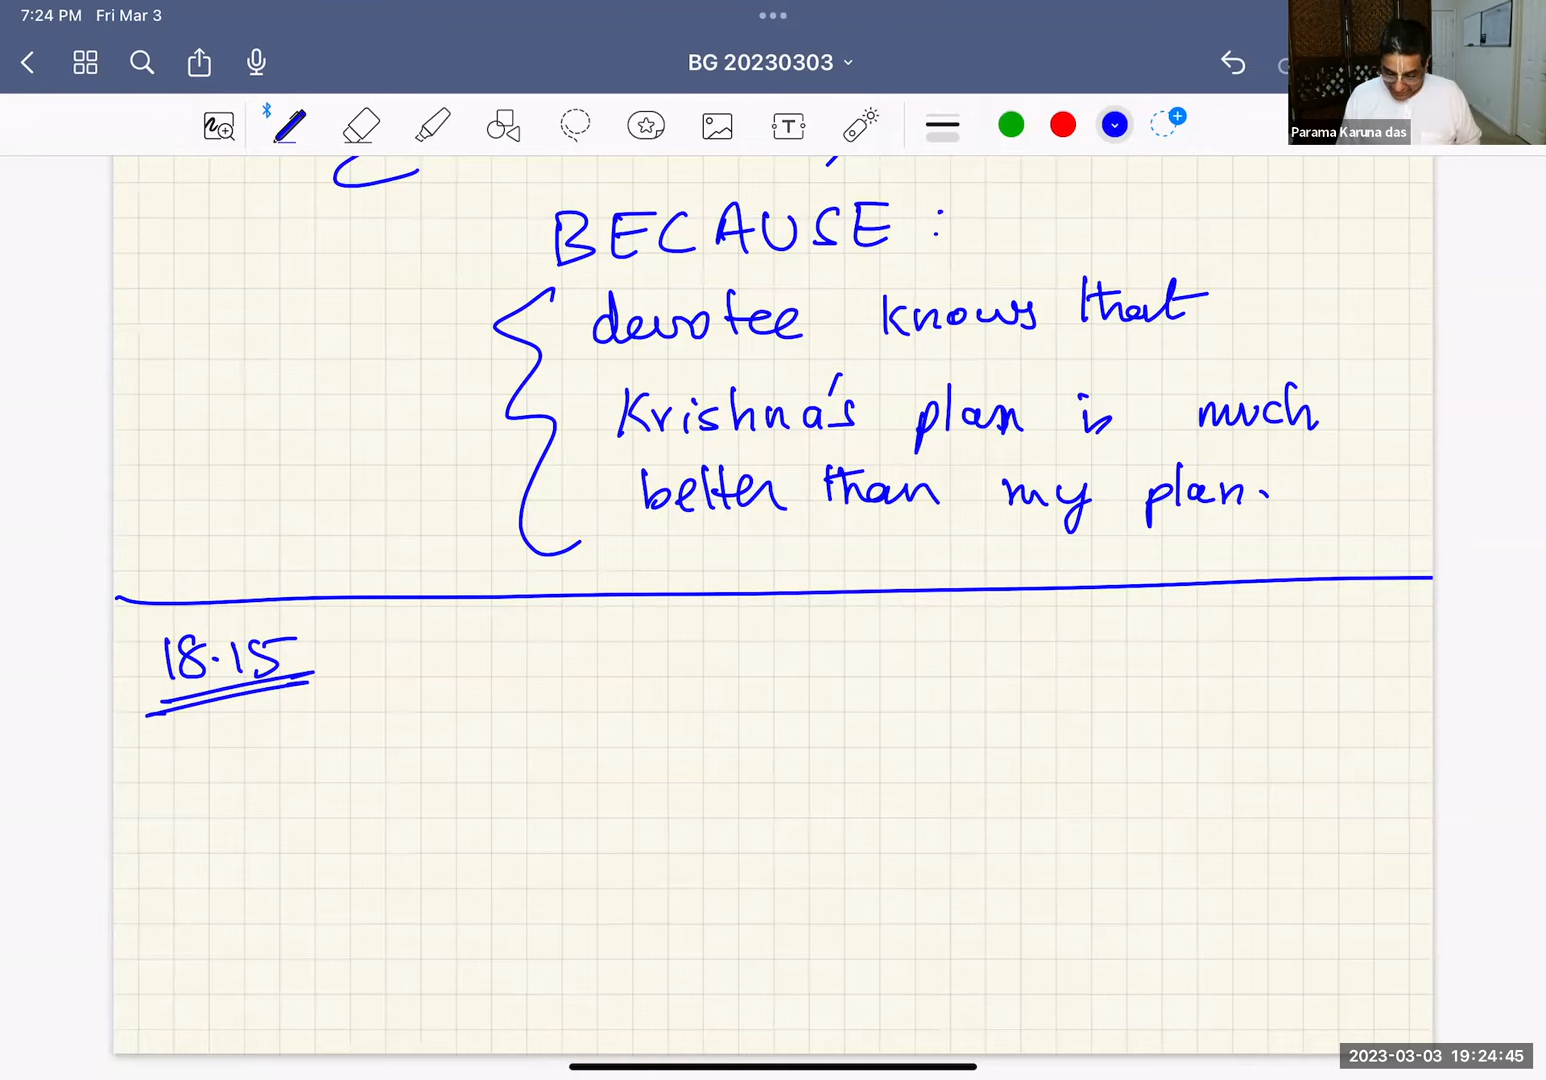 7:24 PM Fri Mar 3
BG 20230303
T
Parama Karuna das
BECAUSE :
devotee knows that
Krishna's plan is much
better than my plan.
18.15
2023-03-03 19:24:45